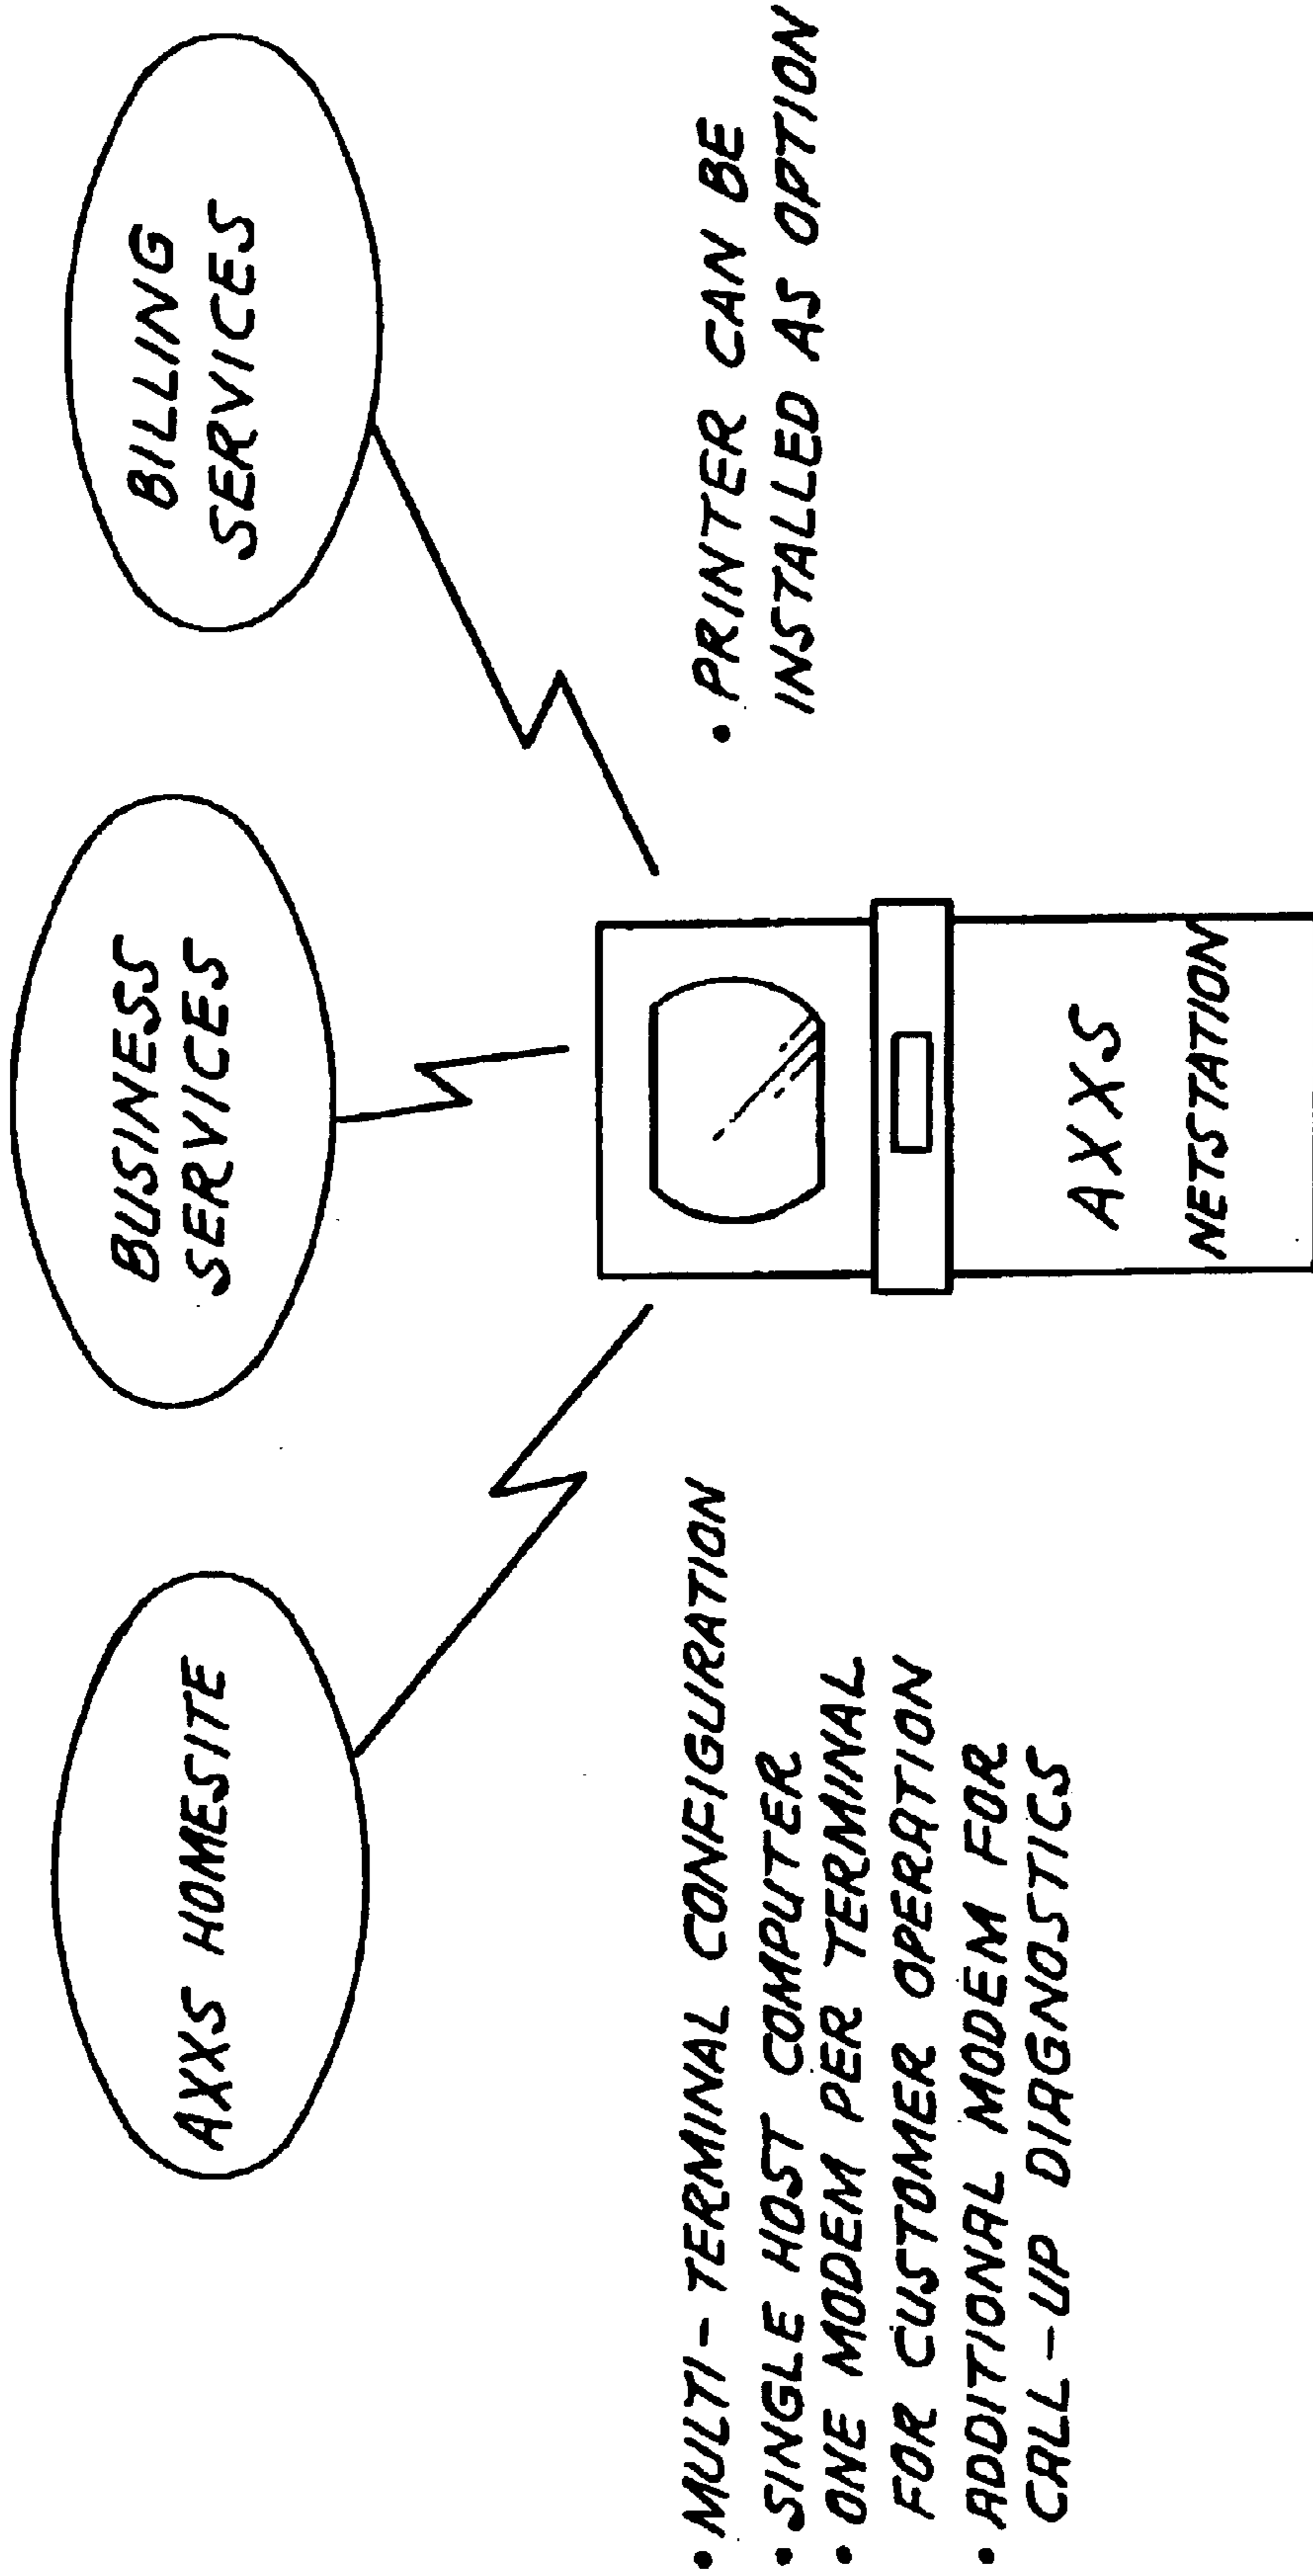 AXXS HOMESITE
BUSINESS
SERVICES
BILLING
SERVICES
• MULTI-TERMINAL CONFIGURATION
• SINGLE HOST COMPUTER
• ONE MODEM PER TERMINAL
FOR CUSTOMER OPERATION
• ADDITIONAL MODEM FOR
CALL-UP DIAGNOSTICS
AXXS
NETSTATION
• PRINTER CAN BE
INSTALLED AS OPTION